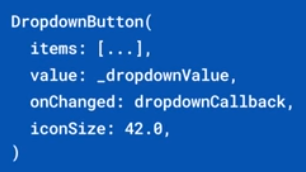 DropdownButton(
  items: [...],
  value: _dropdownValue,
  onChanged: dropdownCallback,
  iconSize: 42.0,
)